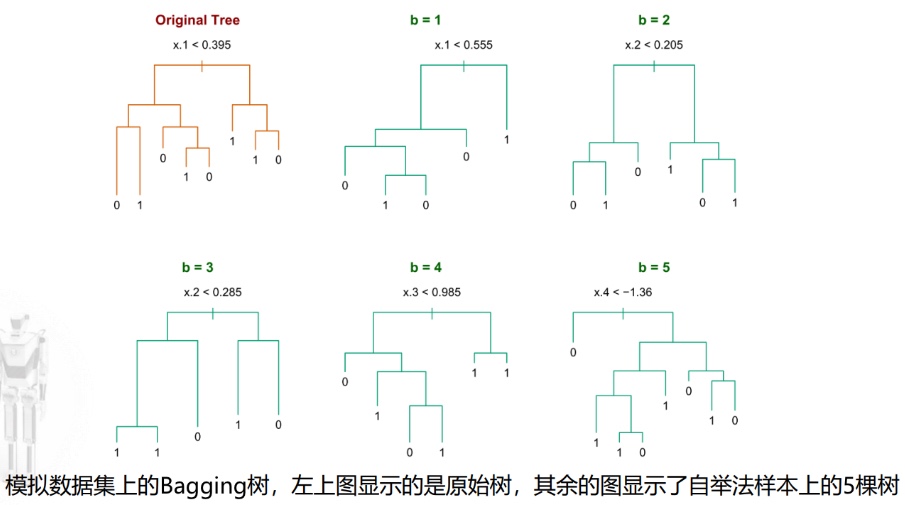 Original Tree
b = 1
b = 2
x.1 < 0.395
x.1 < 0.555
x.2 < 0.205
0 1 0 1 0 1 1 0
0 1 0 0 1
0 1 0 1 0 1
b = 3
b = 4
b = 5
x.2 < 0.285
x.3 < 0.985
x.4 < −1.36
1 1 0 1 0
0 1 0 1 1 1
0 1 1 0 1 0 1 0
模拟数据集上的Bagging树，左上图显示的是原始树，其余的图显示了自举法样本上的5棵树